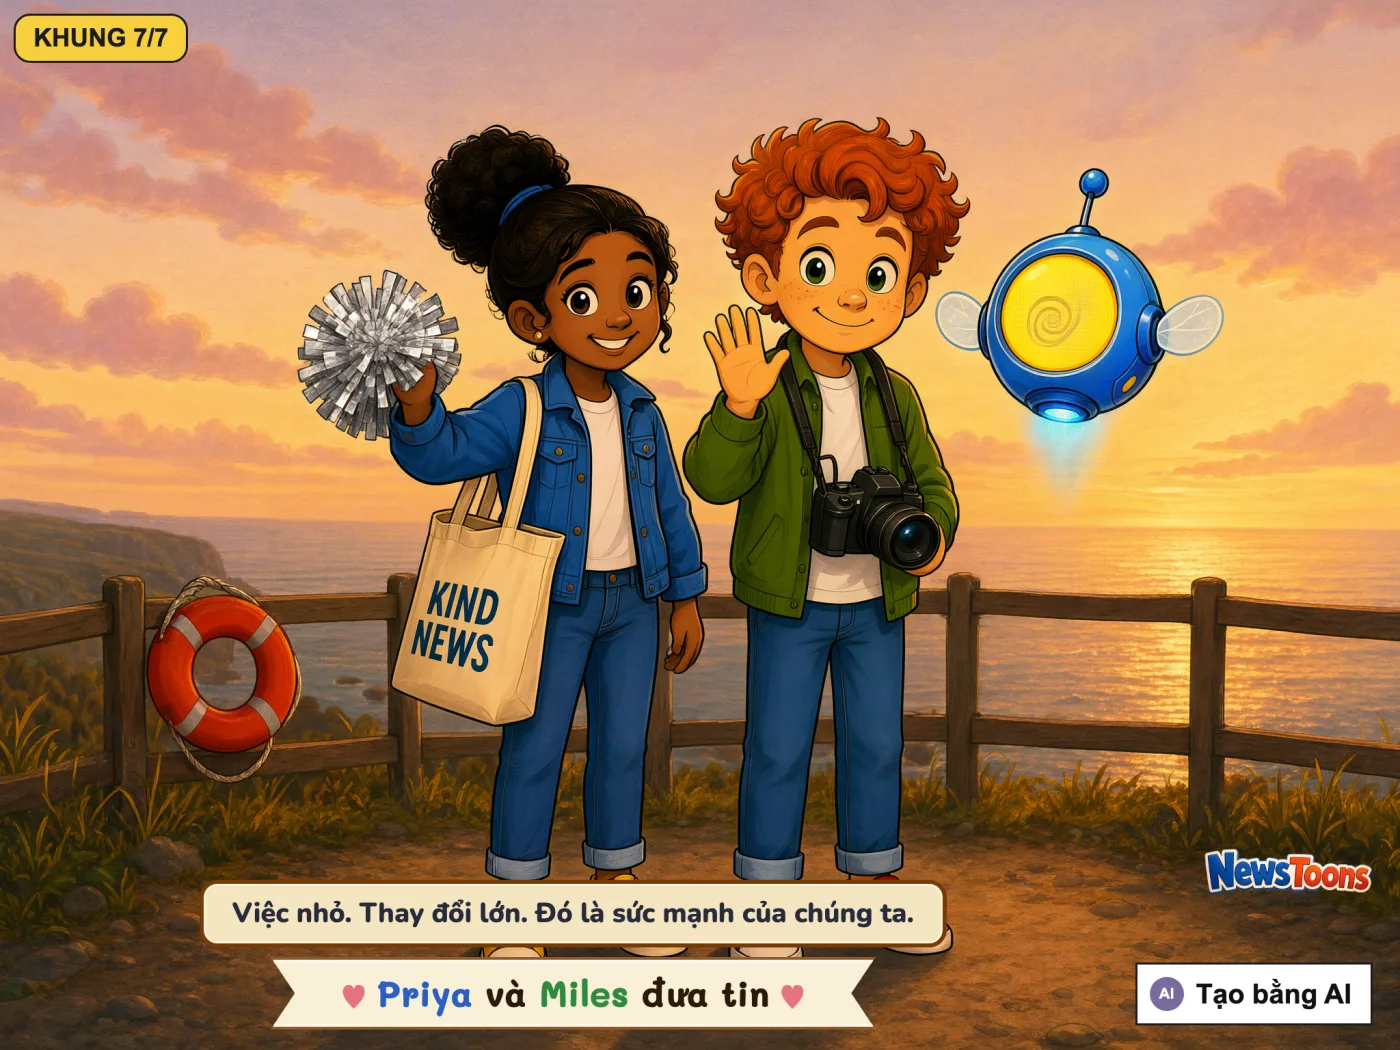 KHUNG 7/7
KIND
NEWS
NewsToons
Việc nhỏ. Thay đổi lớn. Đó là sức mạnh của chúng ta.
Priya và Miles đưa tin
AI Tạo bằng AI